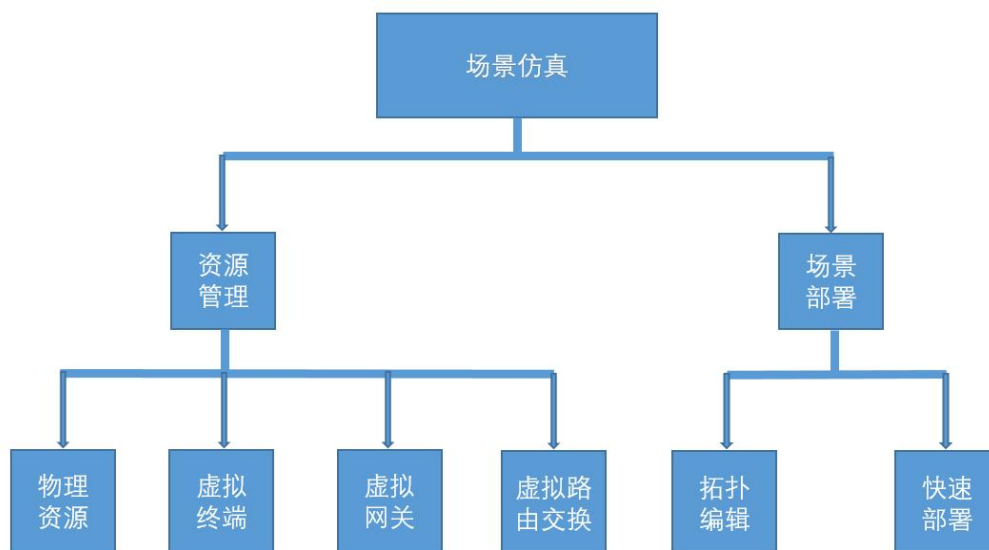 场景仿真
资源
管理
场景
部署
物理
资源
虚拟
终端
虚拟
网关
虚拟路
由交换
拓扑
编辑
快速
部署